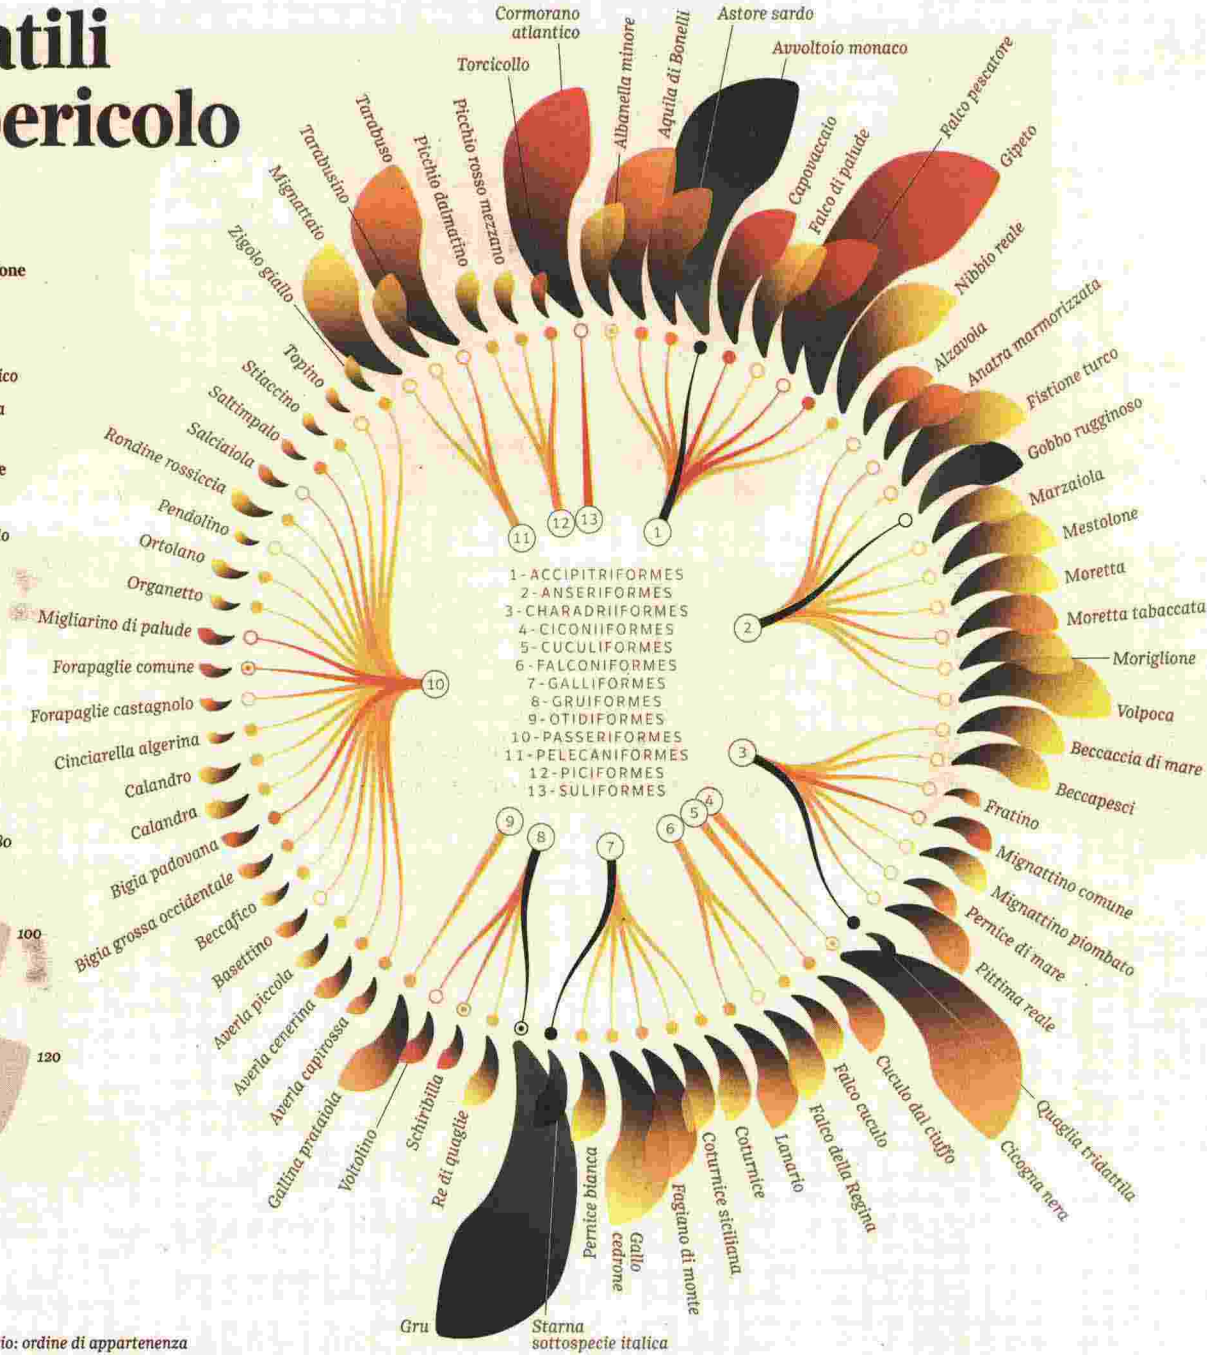 atili
ericolo
one
ico
a
e
lo
80
100
120
io: ordine di appartenenza
Cormorano
atlantico
Torcicollo
Albanella minore
Aquila di Bonelli
Astore sardo
Avvoltoio monaco
Capovaccaio
Falco di palude
Falco pescatore
Gipeto
Nibbio reale
Alzavola
Anatra marmorizzata
Fistione turco
Gobbo rugginoso
Marzaiola
Mestolone
Moretta
Moretta tabaccata
Moriglione
Volpoca
Beccaccia di mare
Beccapesci
Fratino
Mignattino comune
Mignattino piombato
Pernice di mare
Pittima reale
Quaglia tridattila
Cicogna nera
Cuculo dal ciuffo
Falco cuculo
Falco della Regina
Lanario
Coturnice
Coturnice siciliana
Fagiano di monte
Gallo
cedrone
Pernice bianca
Starna
sottospecie italica
Gru
Re di quaglie
Schiribilla
Voltolino
Gallina prataiola
Averla capirossa
Averla cenerina
Averla piccola
Basettino
Beccafico
Bigia grossa occidentale
Bigia padovana
Calandra
Calandro
Cinciarella algerina
Forapaglie castagnolo
Forapaglie comune
Migliarino di palude
Organetto
Ortolano
Pendolino
Rondine rossiccia
Salciaiola
Saltimpalo
Stiaccino
Topino
Zigolo giallo
Mignattaio
Tarabusino
Tarabuso
Picchio dalmatino
Picchio rosso mezzano
11
12
13
1
2
3
4
5
6
7
8
9
10
1-ACCIPITRIFORMES
2-ANSERIFORMES
3-CHARADRIIFORMES
4-CICONIIFORMES
5-CUCULIFORMES
6-FALCONIFORMES
7-GALLIFORMES
8-GRUIFORMES
9-OTIDIFORMES
10-PASSERIFORMES
11-PELECANIFORMES
12-PICIFORMES
13-SULIFORMES